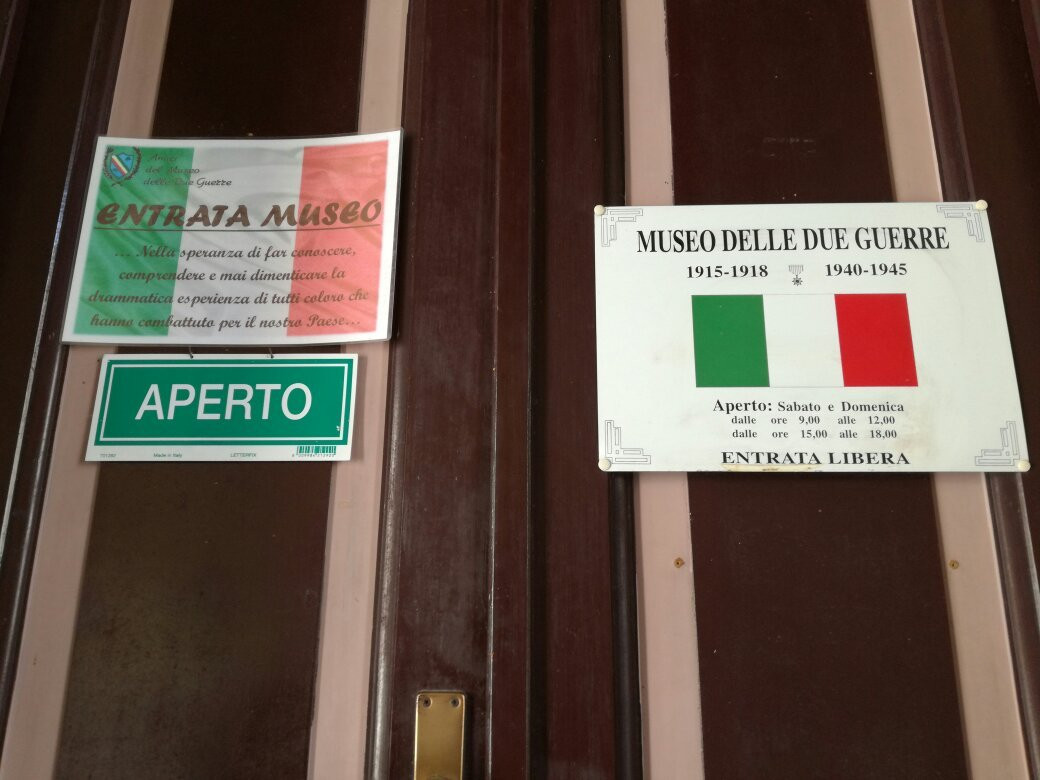 Amici
del Museo
delle Due Guerre
ENTRATA MUSEO
... Nella speranza di far conoscere,
comprendere e mai dimenticare la
drammatica esperienza di tutti coloro che
hanno combattuto per il nostro Paese...
APERTO
Made in Italy
LETTERFIX
MUSEO DELLE DUE GUERRE
1915-1918 1940-1945
Aperto: Sabato e Domenica
dalle ore 9,00 alle 12,00
dalle ore 15,00 alle 18,00
ENTRATA LIBERA